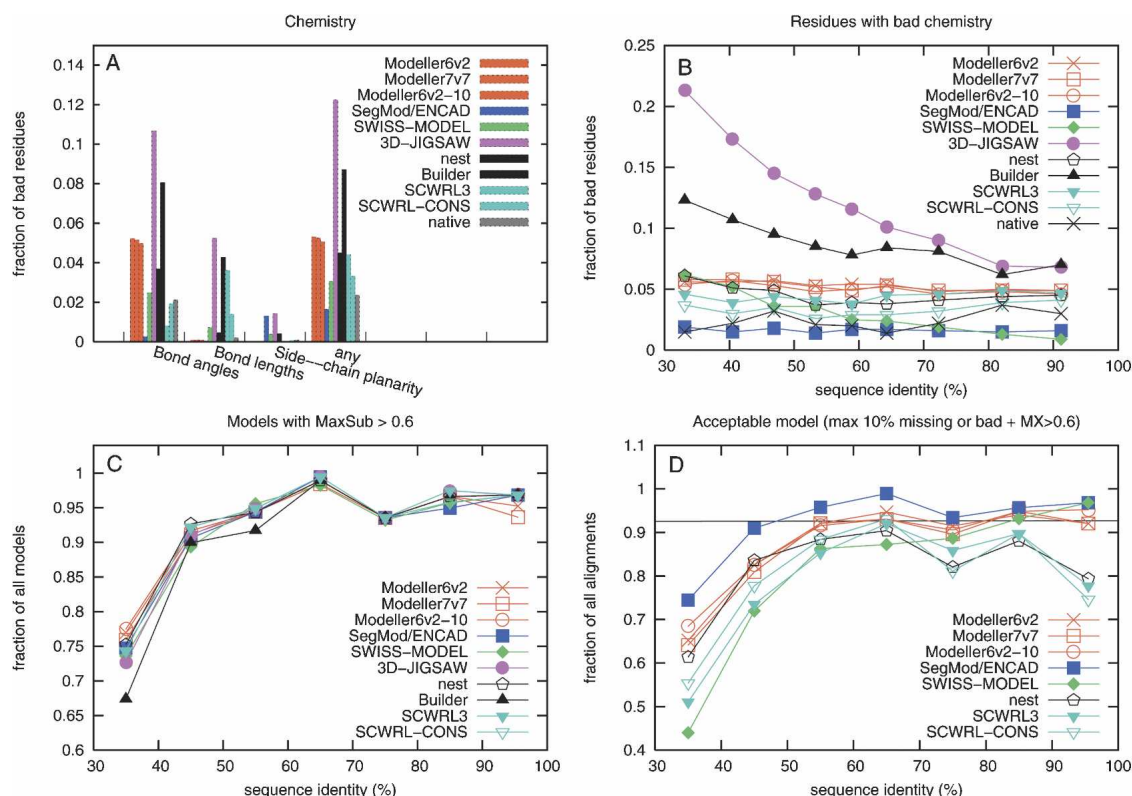 Chemistry
A
fraction of bad residues
0.14
0.12
0.1
0.08
0.06
0.04
0.02
0
Modeller6v2
Modeller7v7
Modeller6v2-10
SegMod/ENCAD
SWISS-MODEL
3D-JIGSAW
nest
Builder
SCWRL3
SCWRL-CONS
native
Bond angles
Bond lengths
Side--chain planarity
any
Residues with bad chemistry
B
fraction of bad residues
0.25
0.2
0.15
0.1
0.05
0
Modeller6v2
Modeller7v7
Modeller6v2-10
SegMod/ENCAD
SWISS-MODEL
3D-JIGSAW
nest
Builder
SCWRL3
SCWRL-CONS
native
30 40 50 60 70 80 90 100
sequence identity (%)
Models with MaxSub > 0.6
C
fraction of all models
1
0.95
0.9
0.85
0.8
0.75
0.7
0.65
0.6
Modeller6v2
Modeller7v7
Modeller6v2-10
SegMod/ENCAD
SWISS-MODEL
3D-JIGSAW
nest
Builder
SCWRL3
SCWRL-CONS
30 40 50 60 70 80 90 100
sequence identity (%)
Acceptable model (max 10% missing or bad + MX>0.6)
D
fraction of all alignments
1.1
1
0.9
0.8
0.7
0.6
0.5
0.4
Modeller6v2
Modeller7v7
Modeller6v2-10
SegMod/ENCAD
SWISS-MODEL
nest
SCWRL3
SCWRL-CONS
30 40 50 60 70 80 90 100
sequence identity (%)